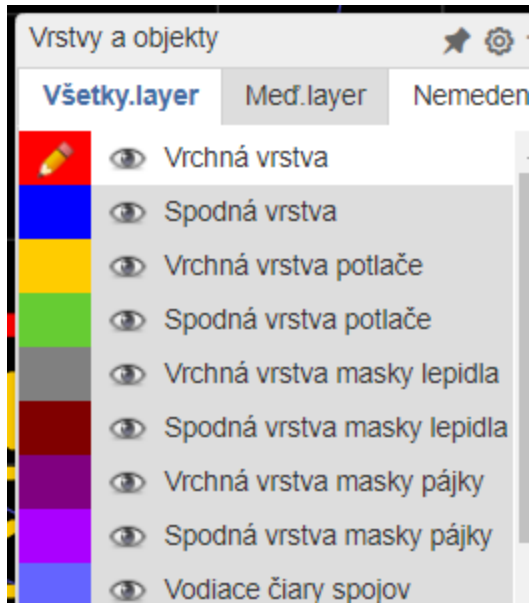 Vrstvy a objekty
Všetky.layer Meď.layer Nemeden
Vrchná vrstva
Spodná vrstva
Vrchná vrstva potlače
Spodná vrstva potlače
Vrchná vrstva masky lepidla
Spodná vrstva masky lepidla
Vrchná vrstva masky pájky
Spodná vrstva masky pájky
Vodiace čiary spojov